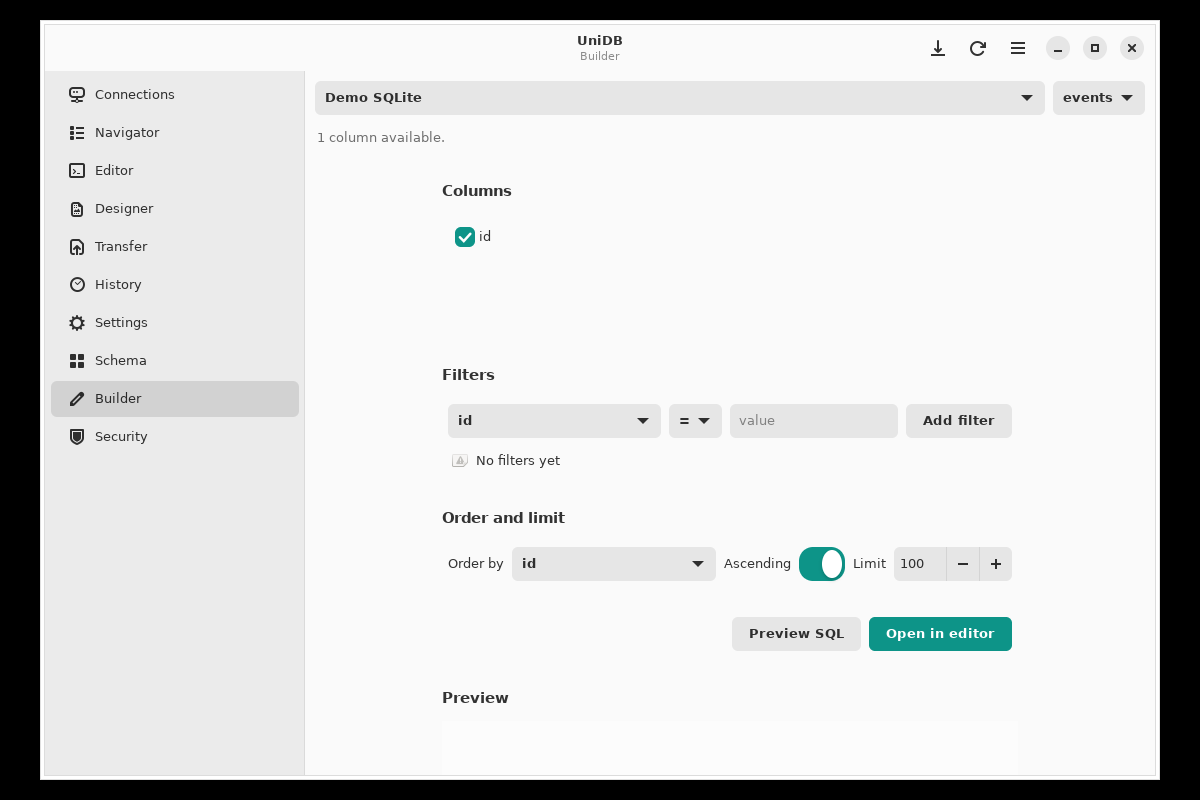 UniDB
Builder
Connections
Navigator
Editor
Designer
Transfer
History
Settings
Schema
Builder
Security
Demo SQLite
events
1 column available.
Columns
id
Filters
id
=
value
Add filter
No filters yet
Order and limit
Order by
id
Ascending
Limit
100
Preview SQL
Open in editor
Preview